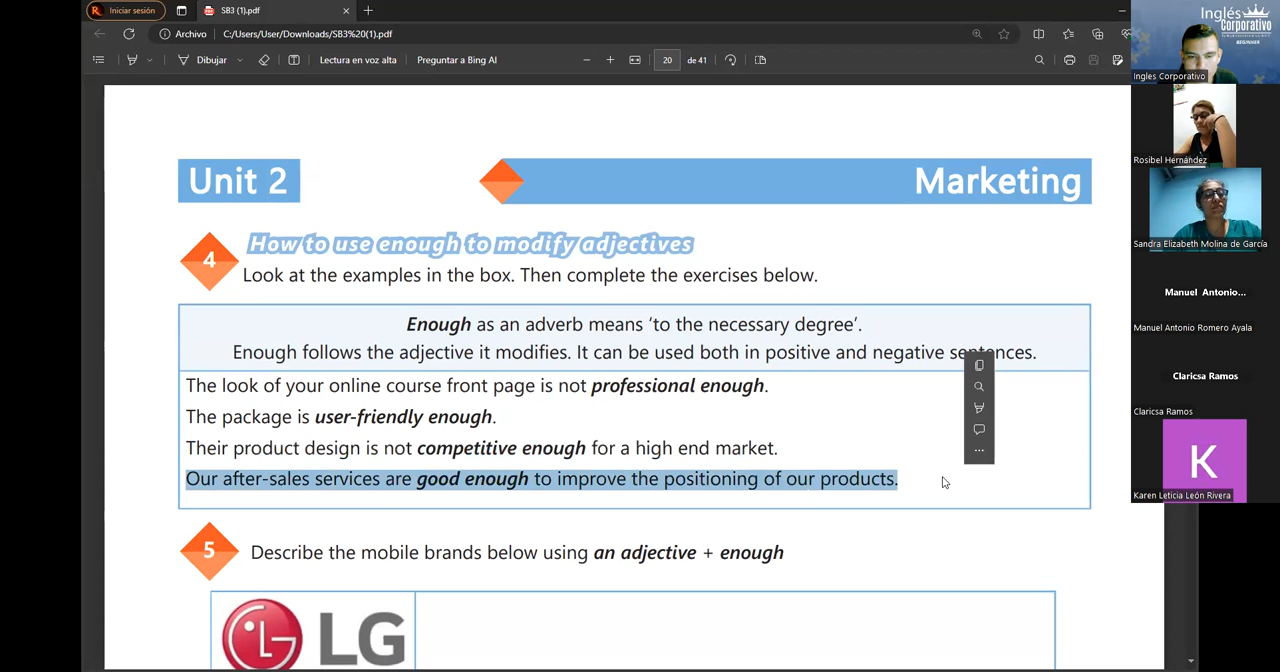 Iniciar sesión
SB3 (1).pdf
Archivo C:/Users/User/Downloads/SB3%20(1).pdf
Dibujar Lectura en voz alta Preguntar a Bing AI 20 de 41
Unit 2 Marketing
4 How to use enough to modify adjectives
Look at the examples in the box. Then complete the exercises below.
Enough as an adverb means ‘to the necessary degree’.
Enough follows the adjective it modifies. It can be used both in positive and negative sentences.
The look of your online course front page is not professional enough.
The package is user-friendly enough.
Their product design is not competitive enough for a high end market.
Our after-sales services are good enough to improve the positioning of our products.
5 Describe the mobile brands below using an adjective + enough
LG
Inglés
Corporativo
BEGINNER
Ingles Corporativo
Rosibel Hernández
Sandra Elizabeth Molina de García
Manuel Antonio...
Manuel Antonio Romero Ayala
Claricsa Ramos
Claricsa Ramos
K
Karen Leticia León Rivera